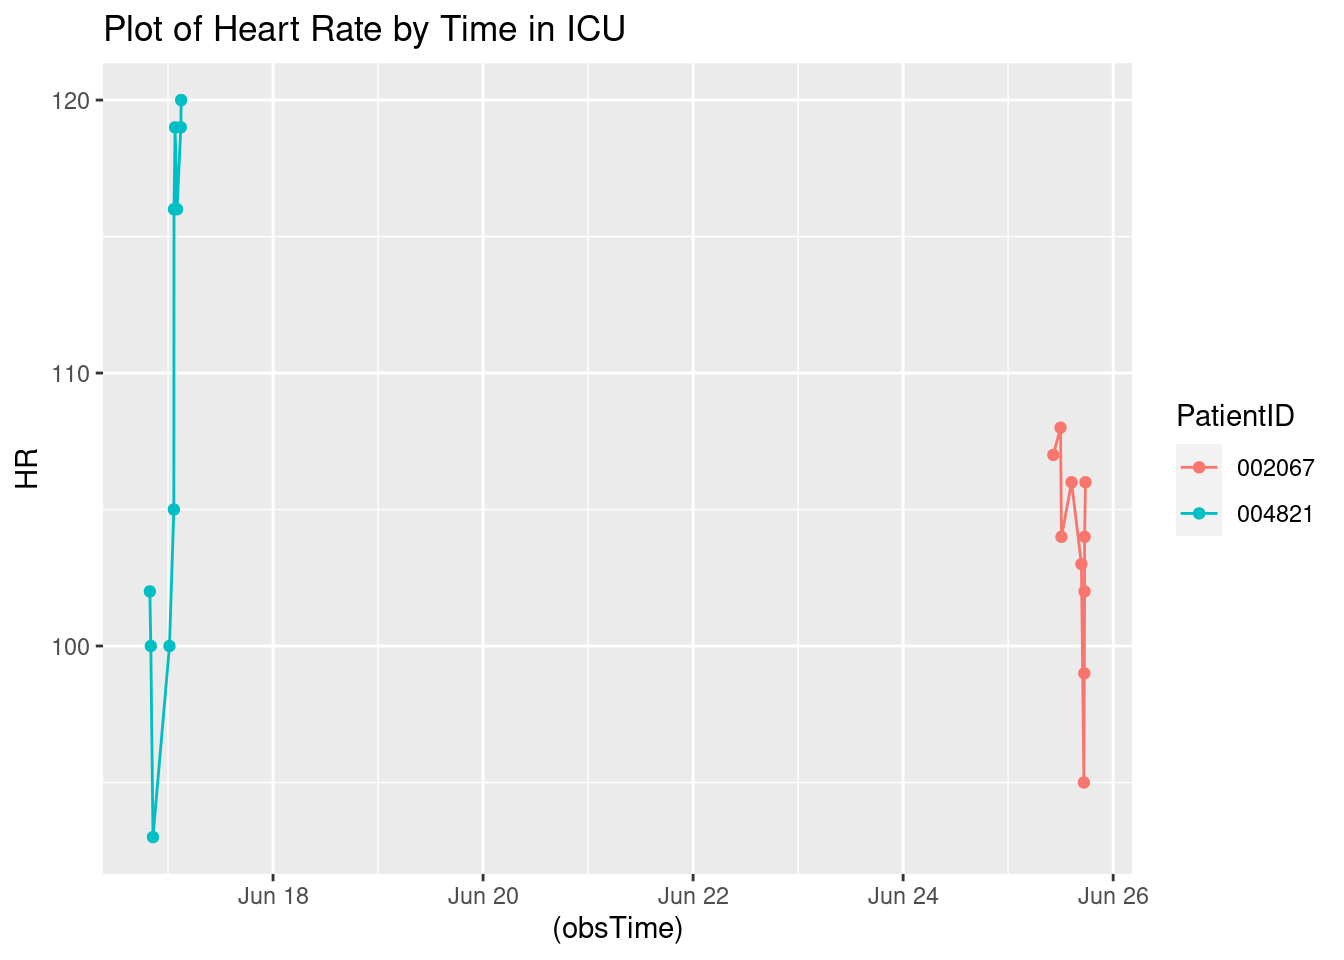 Plot of Heart Rate by Time in ICU
120
110
100
HR
Jun 18
Jun 20
Jun 22
Jun 24
Jun 26
(obsTime)
PatientID
002067
004821